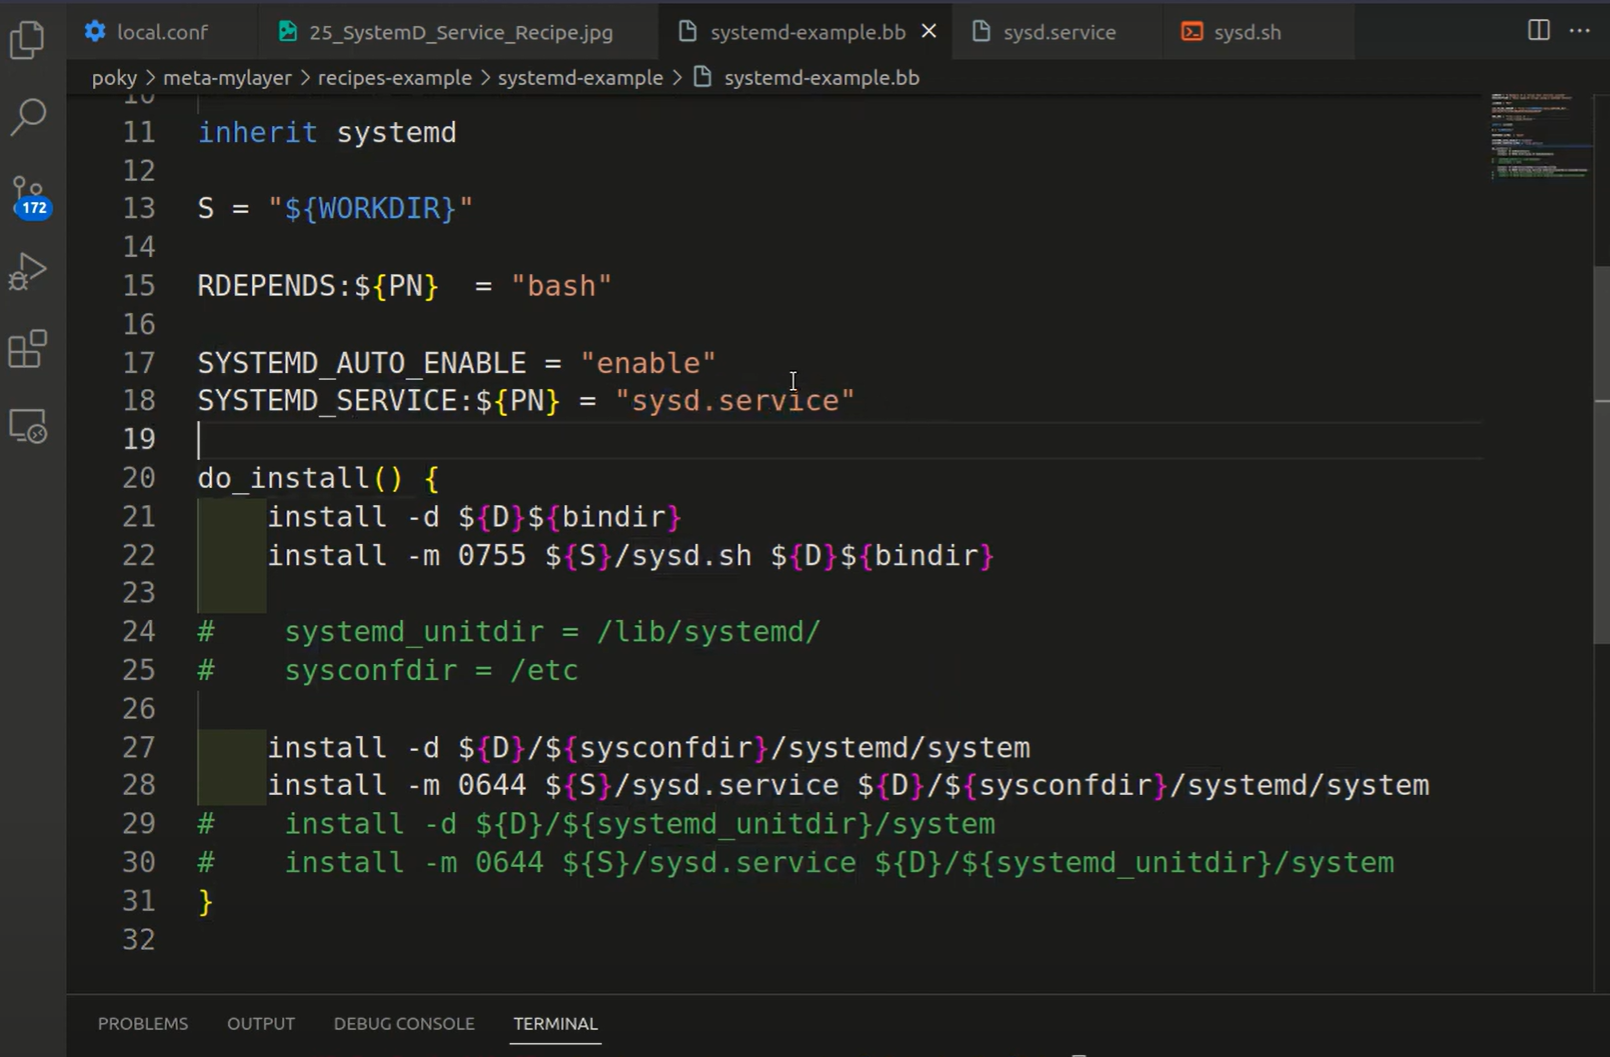 local.conf 25_SystemD_Service_Recipe.jpg systemd-example.bb sysd.service sysd.sh
poky > meta-mylayer > recipes-example > systemd-example > systemd-example.bb
10
11 inherit systemd
12
13 S = "${WORKDIR}"
14
15 RDEPENDS:${PN}  = "bash"
16
17 SYSTEMD_AUTO_ENABLE = "enable"
18 SYSTEMD_SERVICE:${PN} = "sysd.service"
19
20 do_install() {
21     install -d ${D}${bindir}
22     install -m 0755 ${S}/sysd.sh ${D}${bindir}
23
24 #    systemd_unitdir = /lib/systemd/
25 #    sysconfdir = /etc
26
27     install -d ${D}/${sysconfdir}/systemd/system
28     install -m 0644 ${S}/sysd.service ${D}/${sysconfdir}/systemd/system
29 #    install -d ${D}/${systemd_unitdir}/system
30 #    install -m 0644 ${S}/sysd.service ${D}/${systemd_unitdir}/system
31 }
32
172
PROBLEMS OUTPUT DEBUG CONSOLE TERMINAL